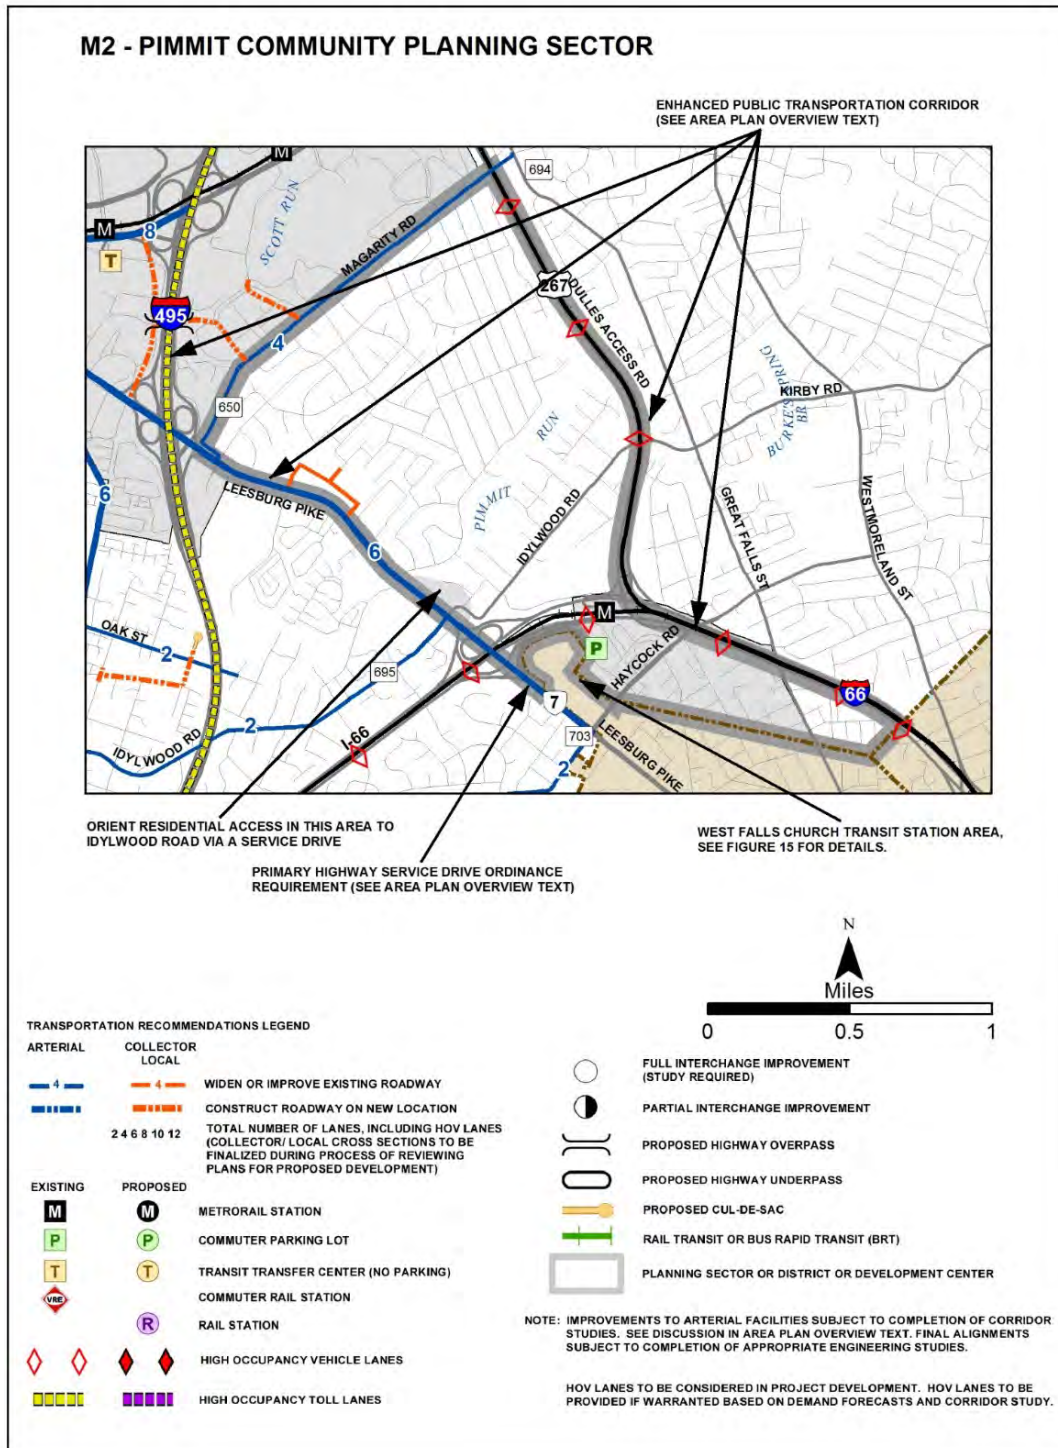 M2 - PIMMIT COMMUNITY PLANNING SECTOR
ENHANCED PUBLIC TRANSPORTATION CORRIDOR
(SEE AREA PLAN OVERVIEW TEXT)
M
694
M
8
T
SCOTT RUN
MAGARITY RD
267
DULLES ACCESS RD
495
4
650
BURKE'S SPRING
BR
KIRBY RD
6
LEESBURG PIKE
PIMMIT
RUN
IDYLWOOD RD
GREAT FALLS ST
WESTMORELAND ST
6
OAK ST
2
695
M
P
HAYCOCK RD
66
7
IDYLWOOD RD
2
I-66
703
2
LEESBURG PIKE
ORIENT RESIDENTIAL ACCESS IN THIS AREA TO
IDYLWOOD ROAD VIA A SERVICE DRIVE
WEST FALLS CHURCH TRANSIT STATION AREA,
SEE FIGURE 15 FOR DETAILS.
PRIMARY HIGHWAY SERVICE DRIVE ORDINANCE
REQUIREMENT (SEE AREA PLAN OVERVIEW TEXT)
N
Miles
0 0.5 1
TRANSPORTATION RECOMMENDATIONS LEGEND
ARTERIAL COLLECTOR
LOCAL
4 4 WIDEN OR IMPROVE EXISTING ROADWAY
CONSTRUCT ROADWAY ON NEW LOCATION
2 4 6 8 10 12 TOTAL NUMBER OF LANES, INCLUDING HOV LANES
(COLLECTOR/ LOCAL CROSS SECTIONS TO BE
FINALIZED DURING PROCESS OF REVIEWING
PLANS FOR PROPOSED DEVELOPMENT)
EXISTING PROPOSED
M M METRORAIL STATION
P P COMMUTER PARKING LOT
T T TRANSIT TRANSFER CENTER (NO PARKING)
VRE COMMUTER RAIL STATION
R RAIL STATION
HIGH OCCUPANCY VEHICLE LANES
HIGH OCCUPANCY TOLL LANES
FULL INTERCHANGE IMPROVEMENT
(STUDY REQUIRED)
PARTIAL INTERCHANGE IMPROVEMENT
PROPOSED HIGHWAY OVERPASS
PROPOSED HIGHWAY UNDERPASS
PROPOSED CUL-DE-SAC
RAIL TRANSIT OR BUS RAPID TRANSIT (BRT)
PLANNING SECTOR OR DISTRICT OR DEVELOPMENT CENTER
NOTE: IMPROVEMENTS TO ARTERIAL FACILITIES SUBJECT TO COMPLETION OF CORRIDOR
STUDIES. SEE DISCUSSION IN AREA PLAN OVERVIEW TEXT. FINAL ALIGNMENTS
SUBJECT TO COMPLETION OF APPROPRIATE ENGINEERING STUDIES.
HOV LANES TO BE CONSIDERED IN PROJECT DEVELOPMENT. HOV LANES TO BE
PROVIDED IF WARRANTED BASED ON DEMAND FORECASTS AND CORRIDOR STUDY.